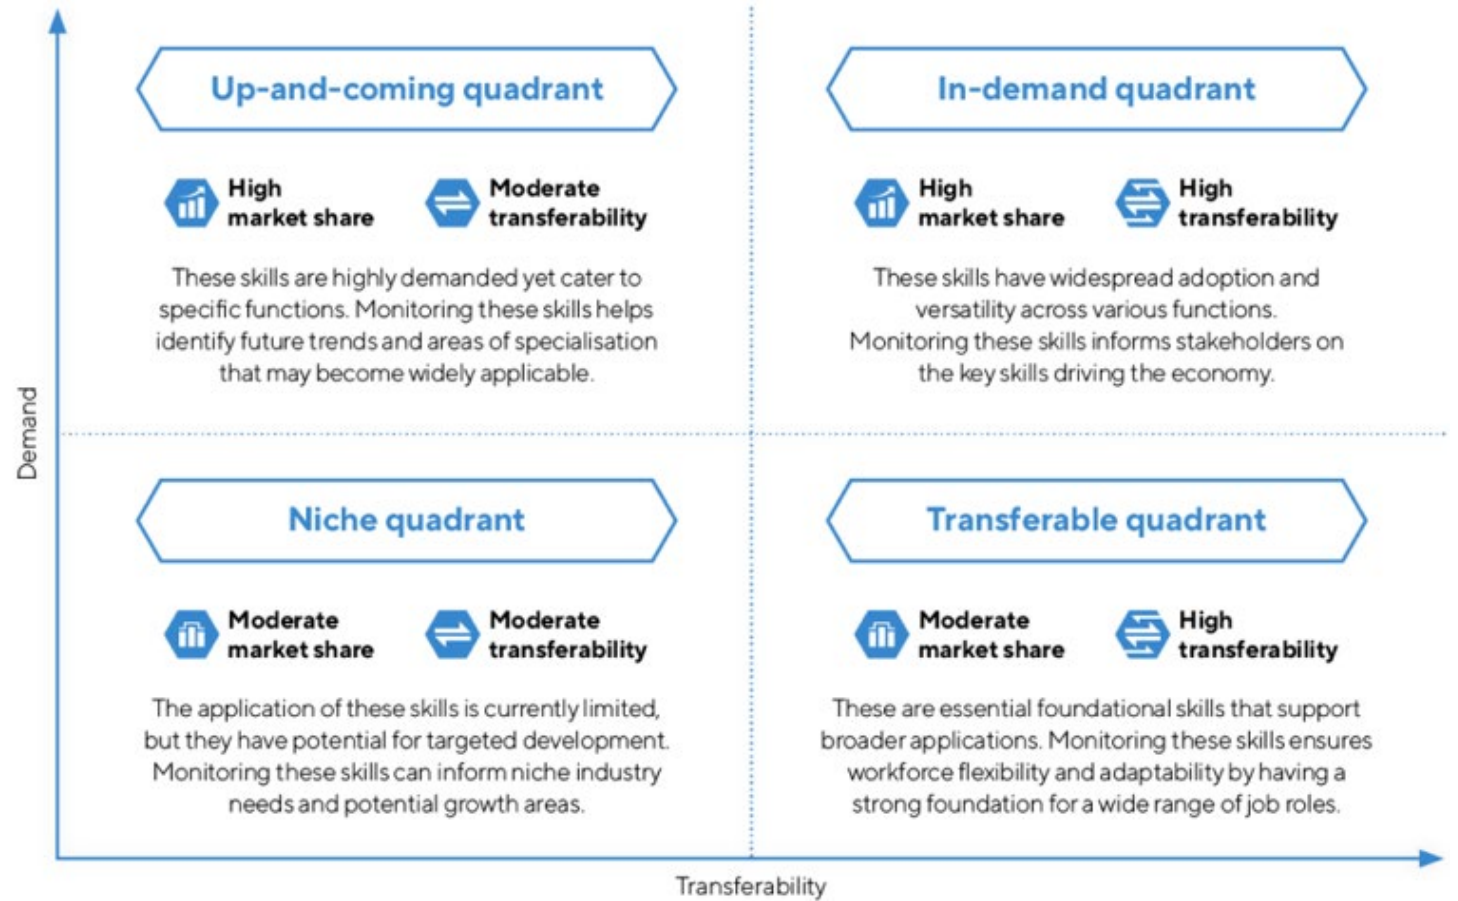 Up-and-coming quadrant
High
market share
Moderate
transferability
These skills are highly demanded yet cater to
specific functions. Monitoring these skills helps
identify future trends and areas of specialisation
that may become widely applicable.
In-demand quadrant
High
market share
High
transferability
These skills have widespread adoption and
versatility across various functions.
Monitoring these skills informs stakeholders on
the key skills driving the economy.
Demand
Niche quadrant
Moderate
market share
Moderate
transferability
The application of these skills is currently limited,
but they have potential for targeted development.
Monitoring these skills can inform niche industry
needs and potential growth areas.
Transferable quadrant
Moderate
market share
High
transferability
These are essential foundational skills that support
broader applications. Monitoring these skills ensures
workforce flexibility and adaptability by having a
strong foundation for a wide range of job roles.
Transferability